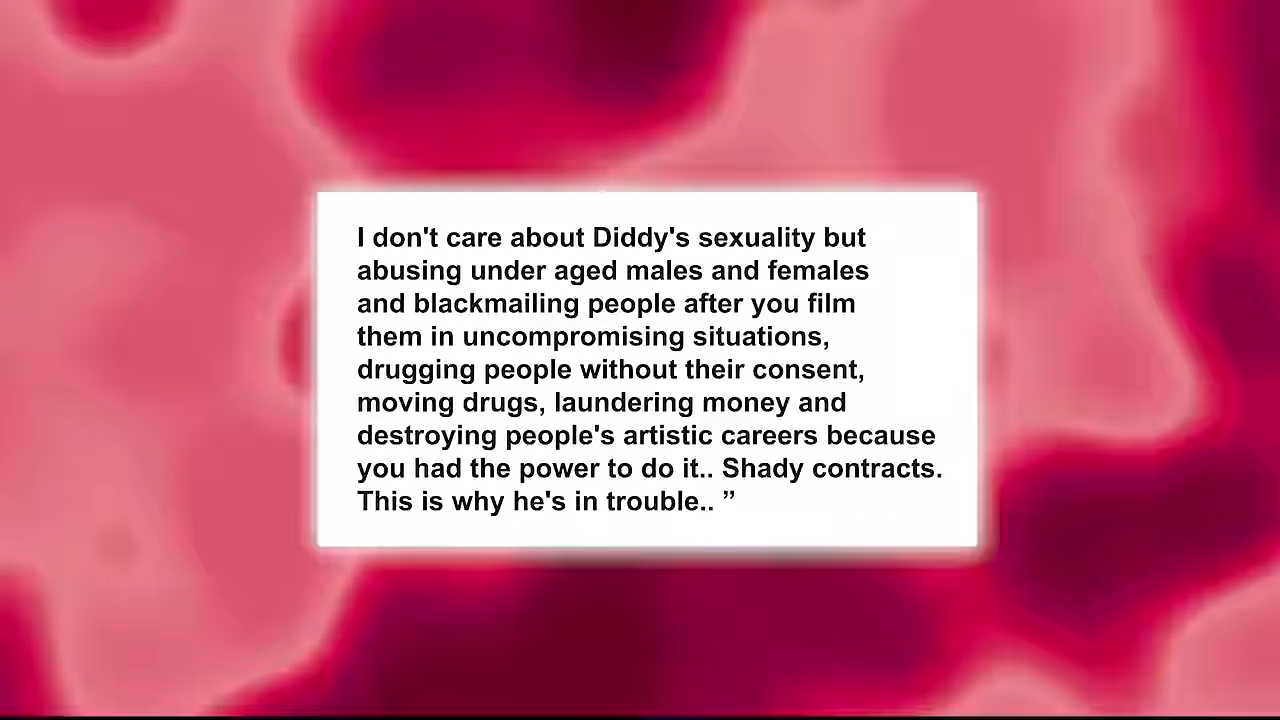 I don't care about Diddy's sexuality but
abusing under aged males and females
and blackmailing people after you film
them in uncompromising situations,
drugging people without their consent,
moving drugs, laundering money and
destroying people's artistic careers because
you had the power to do it.. Shady contracts.
This is why he's in trouble.. ”